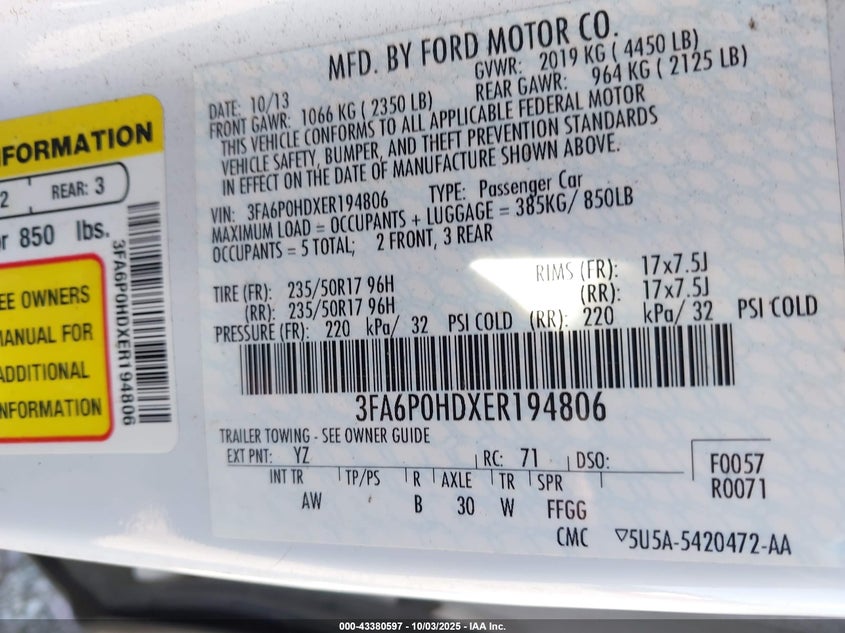 MFD. BY FORD MOTOR CO.
DATE: 10/13 GVWR: 2019 KG ( 4450 LB)
FRONT GAWR: 1066 KG ( 2350 LB) REAR GAWR: 964 KG ( 2125 LB)
THIS VEHICLE CONFORMS TO ALL APPLICABLE FEDERAL MOTOR
VEHICLE SAFETY, BUMPER, AND THEFT PREVENTION STANDARDS
IN EFFECT ON THE DATE OF MANUFACTURE SHOWN ABOVE.
VIN: 3FA6P0HDXER194806 TYPE: Passenger Car
MAXIMUM LOAD = OCCUPANTS + LUGGAGE = 385KG/ 850LB
OCCUPANTS = 5 TOTAL; 2 FRONT, 3 REAR
TIRE (FR): 235/50R17 96H RIMS (FR): 17x7.5J
(RR): 235/50R17 96H (RR): 17x7.5J
PRESSURE (FR): 220 kPa/ 32 PSI COLD (RR): 220 kPa/ 32 PSI COLD
3FA6P0HDXER194806
TRAILER TOWING - SEE OWNER GUIDE
EXT PNT: YZ RC: 71 DSO:
INT TR TP/PS R AXLE TR SPR
AW B 30 W FFGG
F0057
R0071
CMC ▽5U5A-5420472-AA
FORMATION
2 REAR: 3
or 850 lbs.
EE OWNERS
MANUAL FOR
ADDITIONAL
NFORMATION
3FA6P0HDXER194806
000-43380597 - 10/03/2025 - IAA Inc.